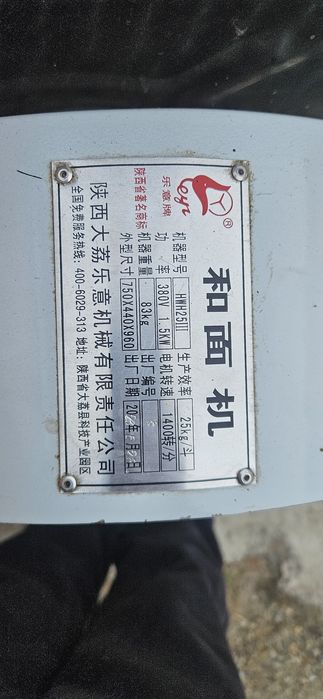 Leyi ®
乐意牌
陕西省著名商标
和面机
机器型号 HWH25III 生产效率 25kg/斗
功率 380V 1.5KW 电机转速 1400转/分
机器重量 83kg 出厂编号
外型尺寸 750X440X960 出厂日期 20 年 月 日
陕西大荔乐意机械有限责任公司
全国免费服务热线: 400-6029-313 地址: 陕西省大荔县科技产业园区